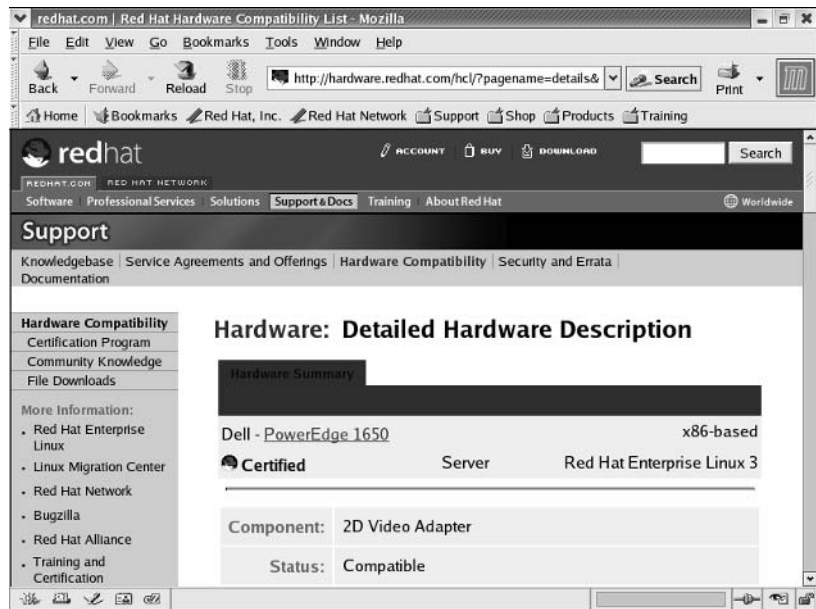 redhat.com | Red Hat Hardware Compatibility List - Mozilla
File Edit View Go Bookmarks Tools Window Help
Back Forward Reload Stop http://hardware.redhat.com/hcl/?pagename=details& Search Print
Home Bookmarks Red Hat, Inc. Red Hat Network Support Shop Products Training
redhat ACCOUNT BUY DOWNLOAD Search
REDHAT.COM RED HAT NETWORK
Software Professional Services Solutions Support & Docs Training About Red Hat Worldwide
Support
Knowledgebase | Service Agreements and Offerings | Hardware Compatibility | Security and Errata |
Documentation
Hardware Compatibility
Certification Program
Community Knowledge
File Downloads
More Information:
Red Hat Enterprise
Linux
Linux Migration Center
Red Hat Network
Bugzilla
Red Hat Alliance
Training and
Certification
Hardware: Detailed Hardware Description
Hardware Summary
Dell - PowerEdge 1650 x86-based
Certified Server Red Hat Enterprise Linux 3
Component: 2D Video Adapter
Status: Compatible